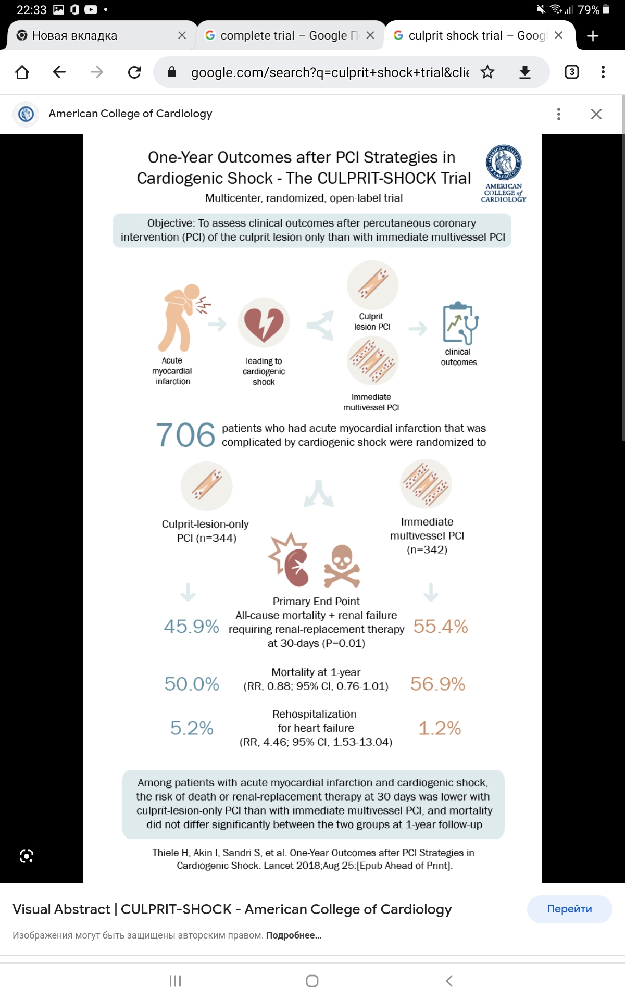 22:33
79%
Новая вкладка
complete trial – Google П
culprit shock trial – Googl
google.com/search?q=culprit+shock+trial&clie
3
American College of Cardiology
One-Year Outcomes after PCI Strategies in
Cardiogenic Shock - The CULPRIT-SHOCK Trial
Multicenter, randomized, open-label trial
AMERICAN
COLLEGE of
CARDIOLOGY
Objective: To assess clinical outcomes after percutaneous coronary
intervention (PCI) of the culprit lesion only than with immediate multivessel PCI
Acute
myocardial
infarction
leading to
cardiogenic
shock
Culprit
lesion PCI
Immediate
multivessel PCI
clinical
outcomes
706 patients who had acute myocardial infarction that was
complicated by cardiogenic shock were randomized to
Culprit-lesion-only
PCI (n=344)
Immediate
multivessel PCI
(n=342)
Primary End Point
All-cause mortality + renal failure
45.9% requiring renal-replacement therapy 55.4%
at 30-days (P=0.01)
Mortality at 1-year
50.0% (RR, 0.88; 95% CI, 0.76-1.01) 56.9%
Rehospitalization
5.2% for heart failure 1.2%
(RR, 4.46; 95% CI, 1.53-13.04)
Among patients with acute myocardial infarction and cardiogenic shock,
the risk of death or renal-replacement therapy at 30 days was lower with
culprit-lesion-only PCI than with immediate multivessel PCI, and mortality
did not differ significantly between the two groups at 1-year follow-up
Thiele H, Akin I, Sandri S, et al. One-Year Outcomes after PCI Strategies in
Cardiogenic Shock. Lancet 2018;Aug 25:[Epub Ahead of Print].
Visual Abstract | CULPRIT-SHOCK - American College of Cardiology
Перейти
Изображения могут быть защищены авторским правом. Подробнее...